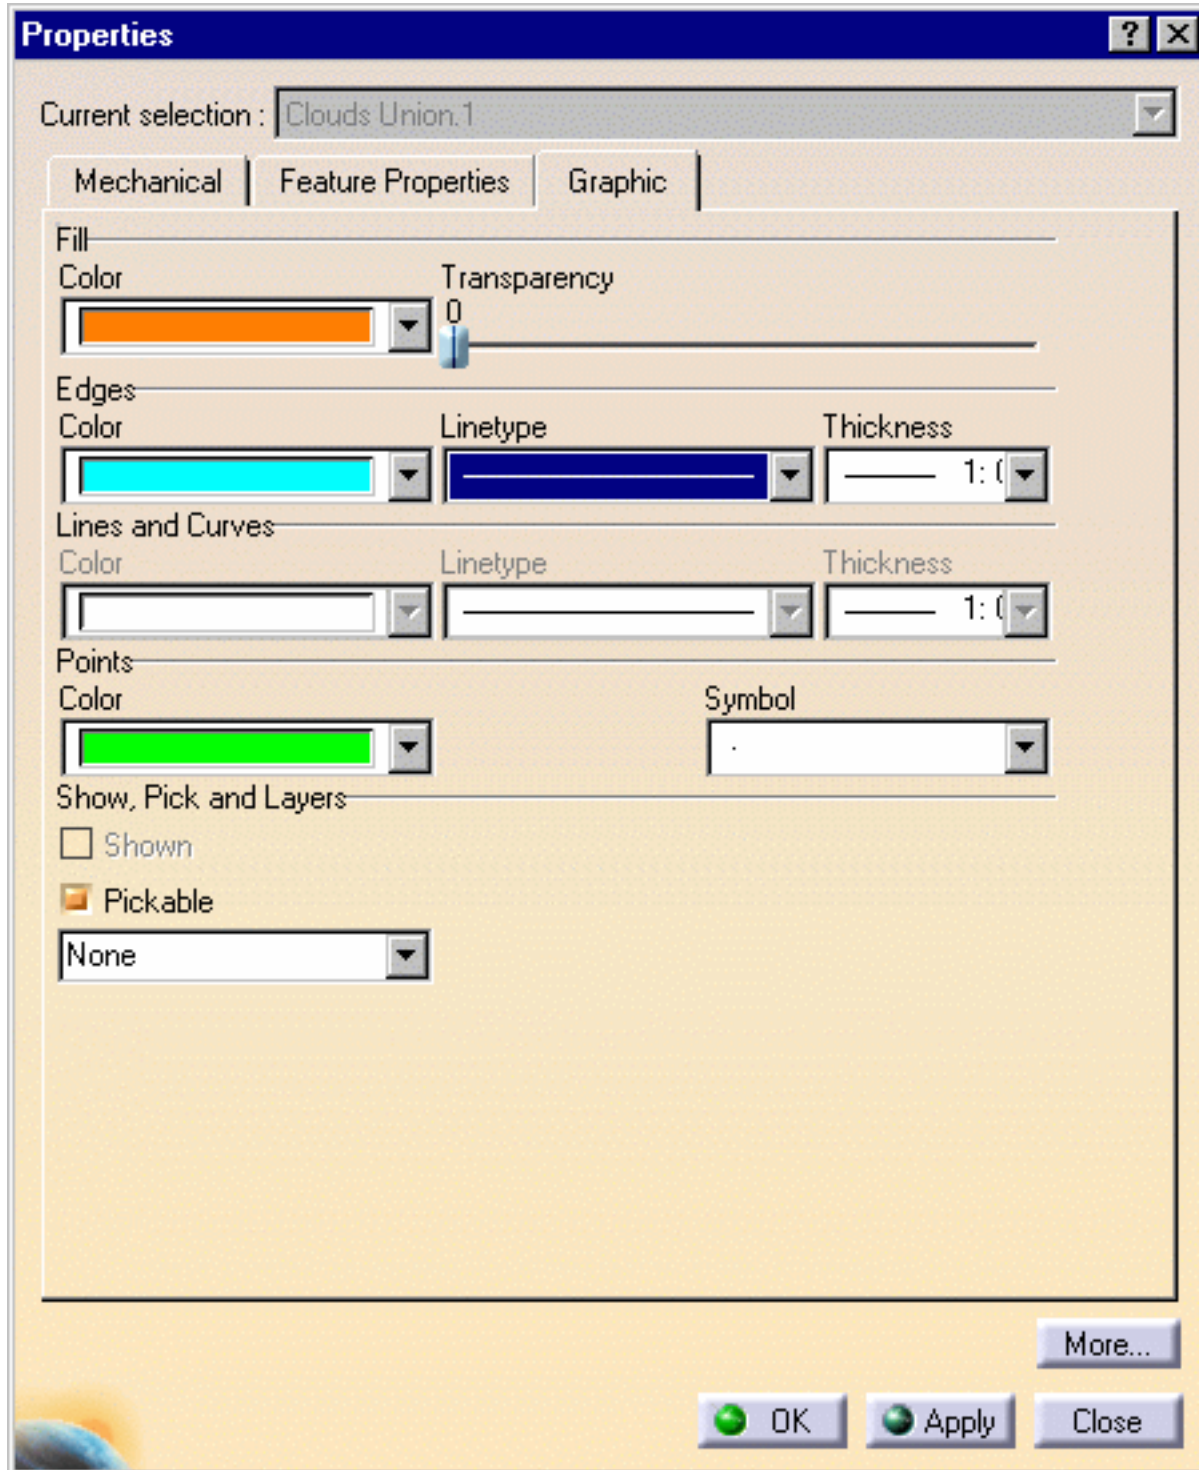 Properties
Current selection : Clouds Union.1
Mechanical Feature Properties Graphic
Fill
Color Transparency
0
Edges
Color Linetype Thickness
1: 0
Lines and Curves
Color Linetype Thickness
1: 0
Points
Color Symbol
Show, Pick and Layers
Shown
Pickable
None
More...
OK Apply Close